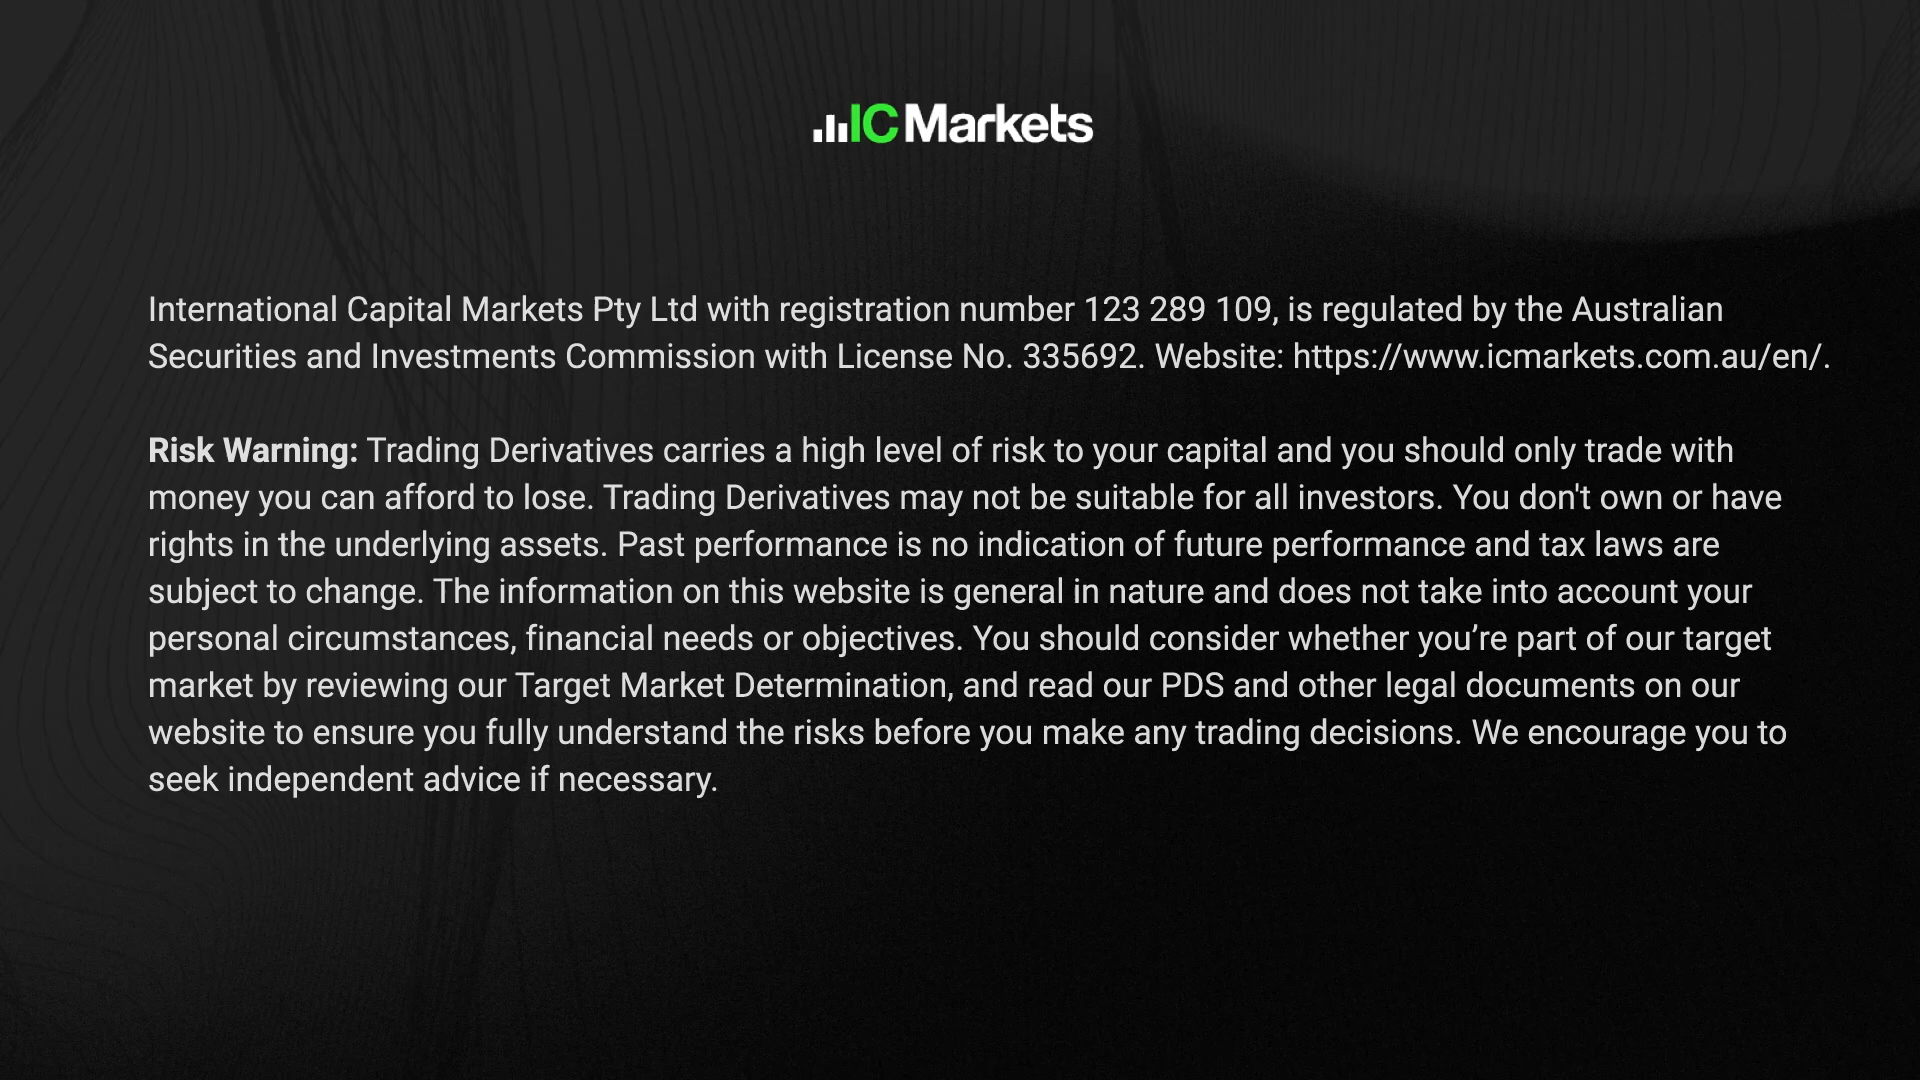 IC Markets
International Capital Markets Pty Ltd with registration number 123 289 109, is regulated by the Australian
Securities and Investments Commission with License No. 335692. Website: https://www.icmarkets.com.au/en/.
Risk Warning: Trading Derivatives carries a high level of risk to your capital and you should only trade with
money you can afford to lose. Trading Derivatives may not be suitable for all investors. You don't own or have
rights in the underlying assets. Past performance is no indication of future performance and tax laws are
subject to change. The information on this website is general in nature and does not take into account your
personal circumstances, financial needs or objectives. You should consider whether you’re part of our target
market by reviewing our Target Market Determination, and read our PDS and other legal documents on our
website to ensure you fully understand the risks before you make any trading decisions. We encourage you to
seek independent advice if necessary.